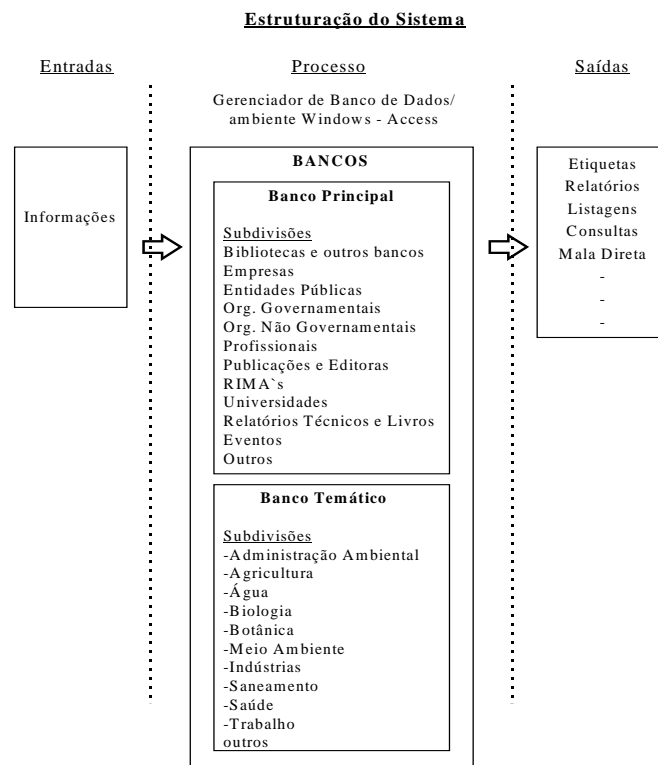 Estruturação do Sistema
Entradas
Processo
Saídas
Gerenciador de Banco de Dados/
ambiente Windows - Access
Informações
BANCOS
Banco Principal
Subdivisões
Bibliotecas e outros bancos
Empresas
Entidades Públicas
Org. Governamentais
Org. Não Governamentais
Profissionais
Publicações e Editoras
RIMA`s
Universidades
Relatórios Técnicos e Livros
Eventos
Outros
Banco Temático
Subdivisões
-Administração Ambiental
-Agricultura
-Água
-Biologia
-Botânica
-Meio Ambiente
-Indústrias
-Saneamento
-Saúde
-Trabalho
outros
Etiquetas
Relatórios
Listagens
Consultas
Mala Direta
-
-
-